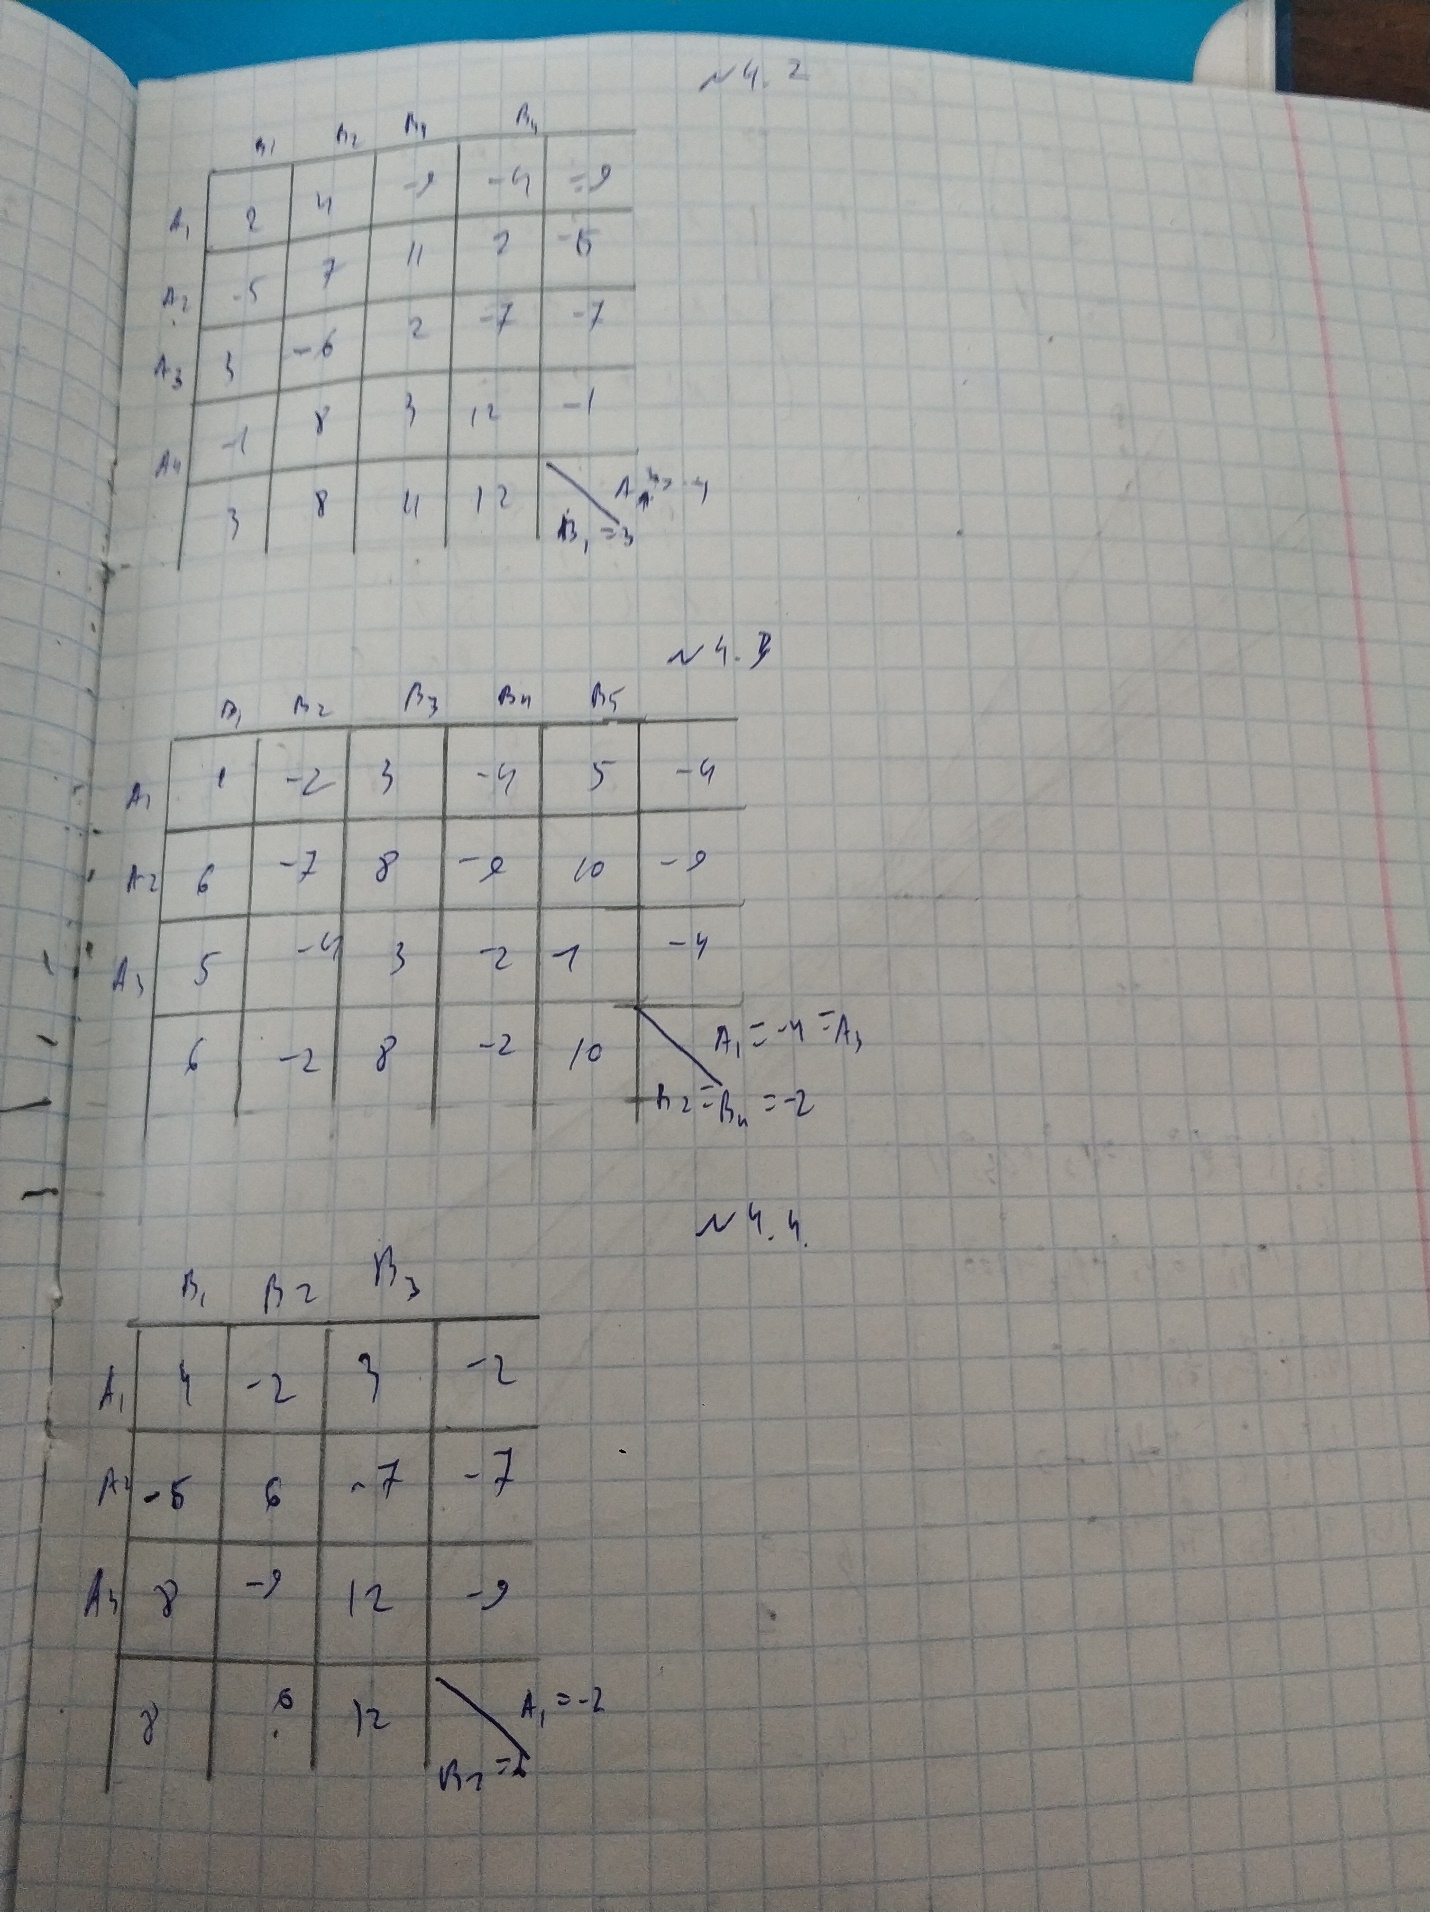 N 4. 2
B1 B2 B3 B4
A1 2 4 -9 -4 -9
A2 -5 7 11 2 -5
A3 3 -6 2 -7 -7
A4 -1 8 3 12 -1
3 8 11 12
B1 = 3
N 4. 3
B1 B2 B3 B4 B5
A1 1 -2 3 -4 5 -4
A2 6 -7 8 -9 10 -9
A3 5 -4 3 -2 -1 -4
6 -2 8 -2 10
A1 = -4 = A3
B2 = B4 = -2
N 4. 4.
B1 B2 B3
A1 4 -2 3 -2
A2 -5 6 -7 -7
A3 8 -9 12 -9
8 6 12
A1 = -2
B2 = 6